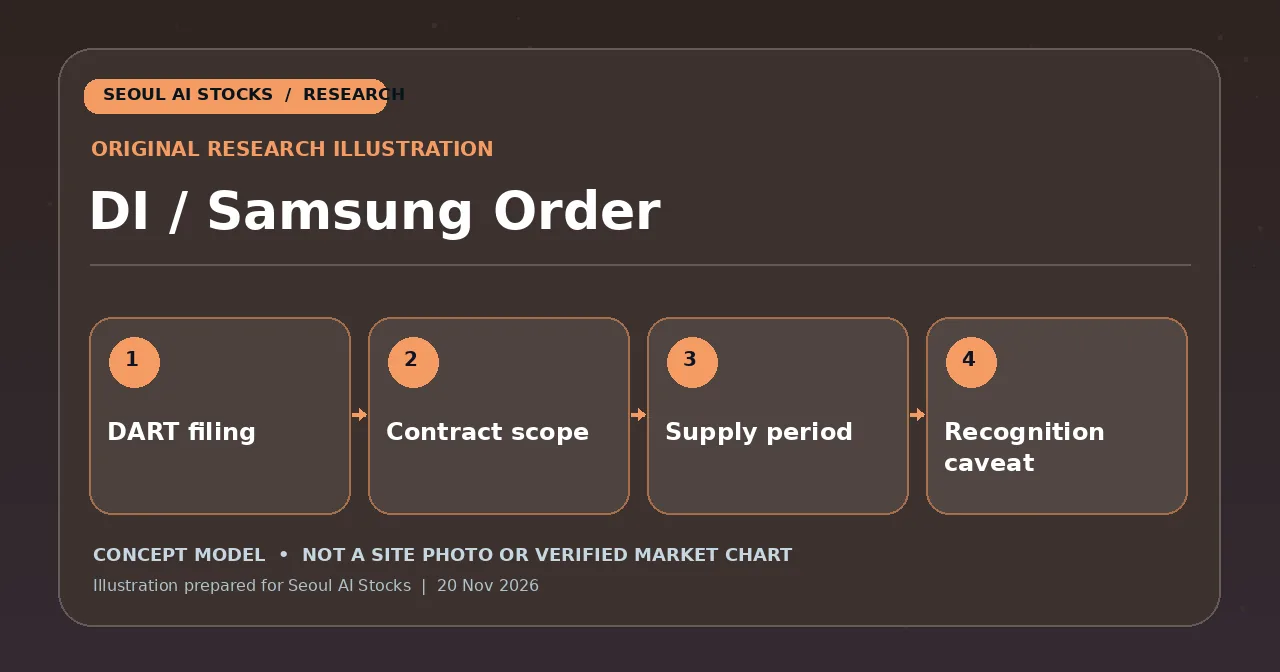 SEOUL AI STOCKS / RESEARCH
ORIGINAL RESEARCH ILLUSTRATION
DI / Samsung Order
1
DART filing
2
Contract scope
3
Supply period
4
Recognition
caveat
CONCEPT MODEL • NOT A SITE PHOTO OR VERIFIED MARKET CHART
Illustration prepared for Seoul AI Stocks | 20 Nov 2026